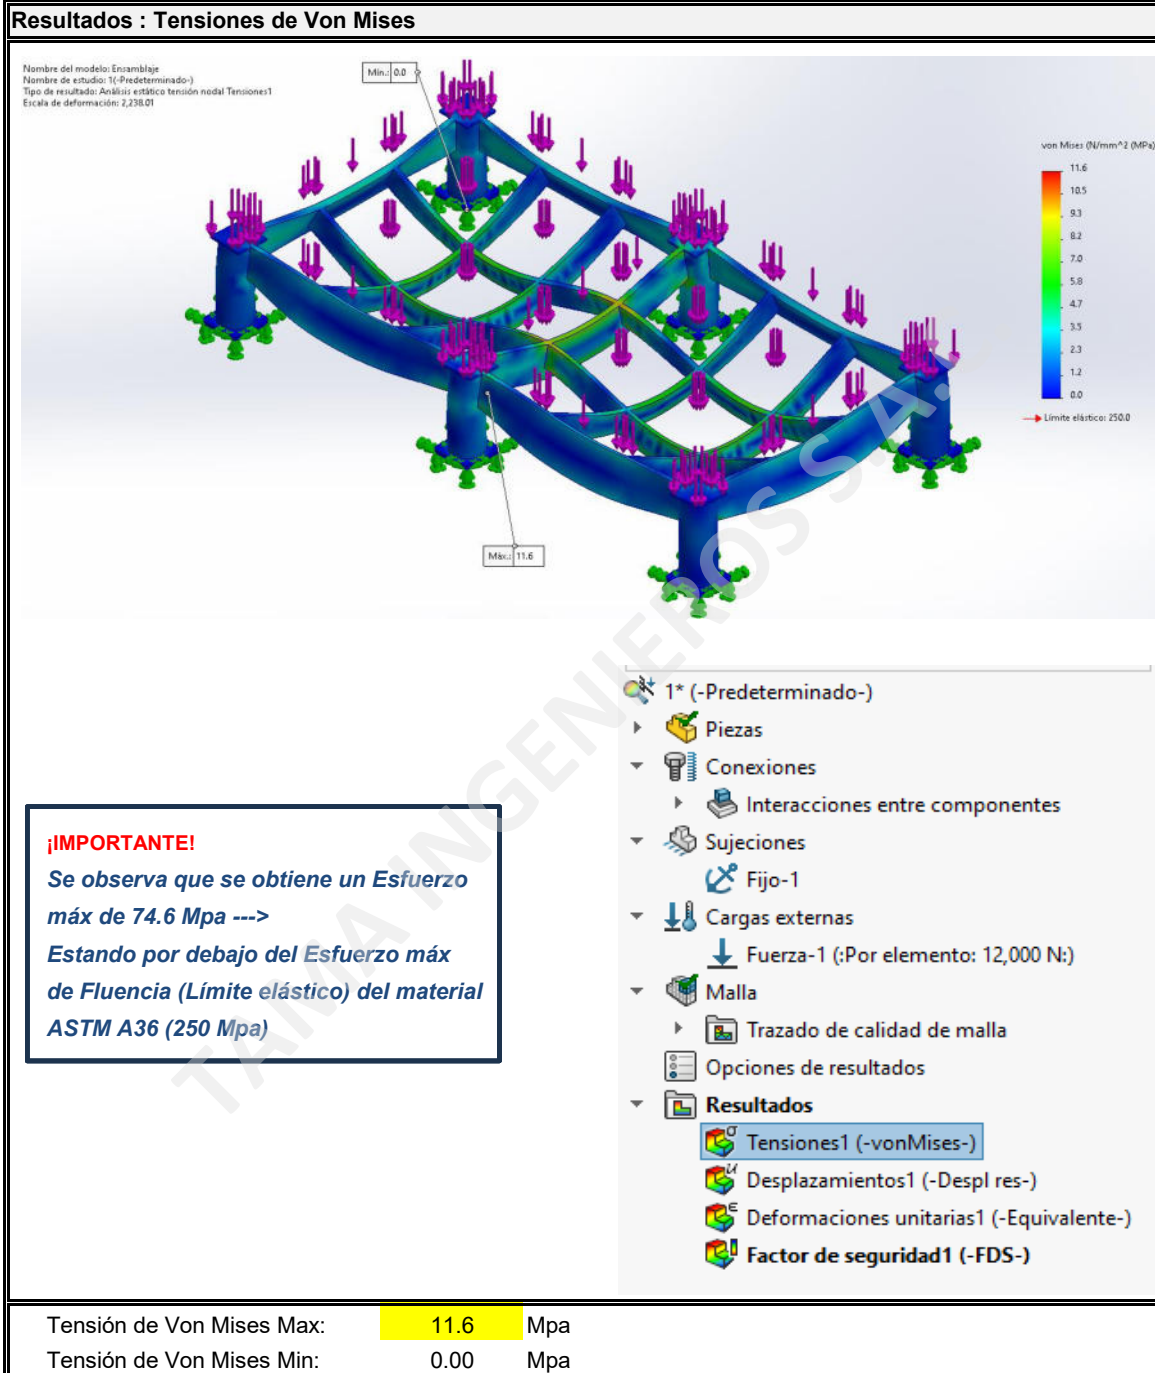 Resultados : Tensiones de Von Mises
Nombre del modelo: Ensamblaje
Nombre de estudio: 1(-Predeterminado-)
Tipo de resultado: Análisis estático tensión nodal Tensiones1
Escala de deformación: 2,238.01
Mín.: 0.0
von Mises (N/mm^2 (MPa)
11.6
10.5
9.3
8.2
7.0
5.8
4.7
3.5
2.3
1.2
0.0
Límite elástico: 250.0
Máx.: 11.6
1* (-Predeterminado-)
Piezas
Conexiones
Interacciones entre componentes
Sujeciones
Fijo-1
Cargas externas
Fuerza-1 (:Por elemento: 12,000 N:)
Malla
Trazado de calidad de malla
Opciones de resultados
Resultados
Tensiones1 (-vonMises-)
Desplazamientos1 (-Despl res-)
Deformaciones unitarias1 (-Equivalente-)
Factor de seguridad1 (-FDS-)
¡IMPORTANTE!
Se observa que se obtiene un Esfuerzo
máx de 74.6 Mpa --->
Estando por debajo del Esfuerzo máx
de Fluencia (Límite elástico) del material
ASTM A36 (250 Mpa)
TAMA INGENIEROS S.A.
Tensión de Von Mises Max: 11.6 Mpa
Tensión de Von Mises Min: 0.00 Mpa